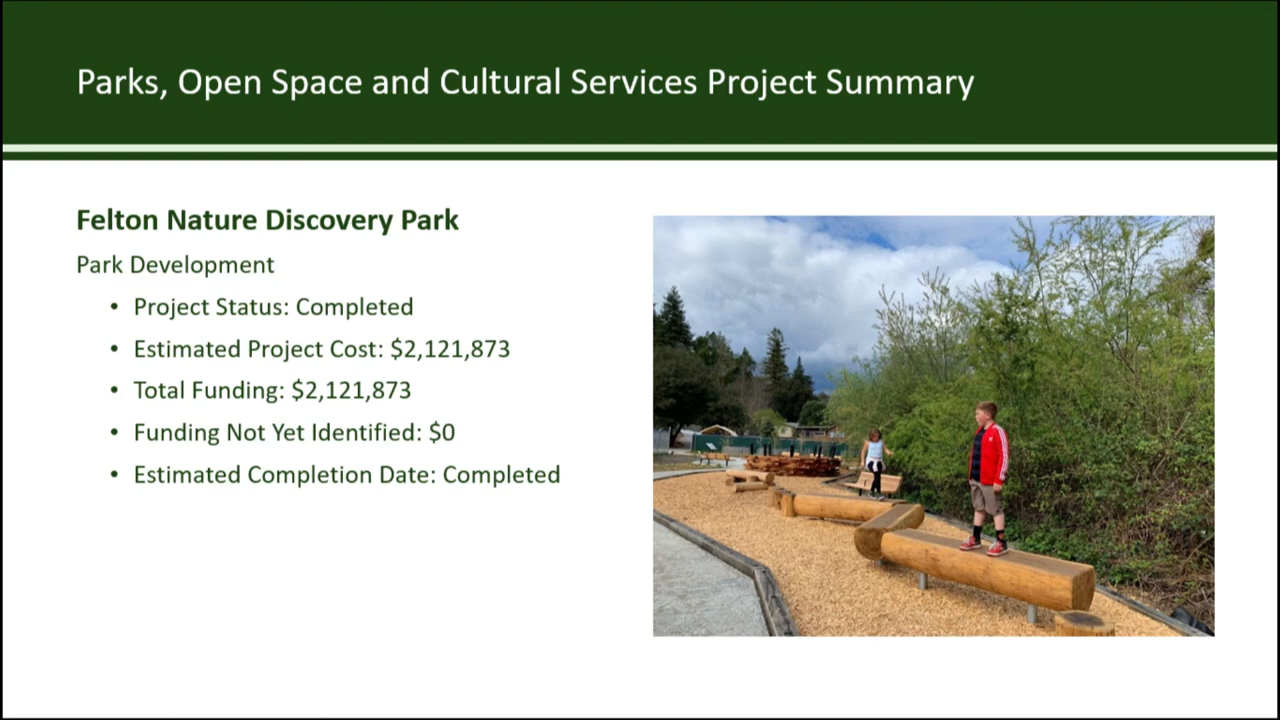 Parks, Open Space and Cultural Services Project Summary
Felton Nature Discovery Park
Park Development
• Project Status: Completed
• Estimated Project Cost: $2,121,873
• Total Funding: $2,121,873
• Funding Not Yet Identified: $0
• Estimated Completion Date: Completed